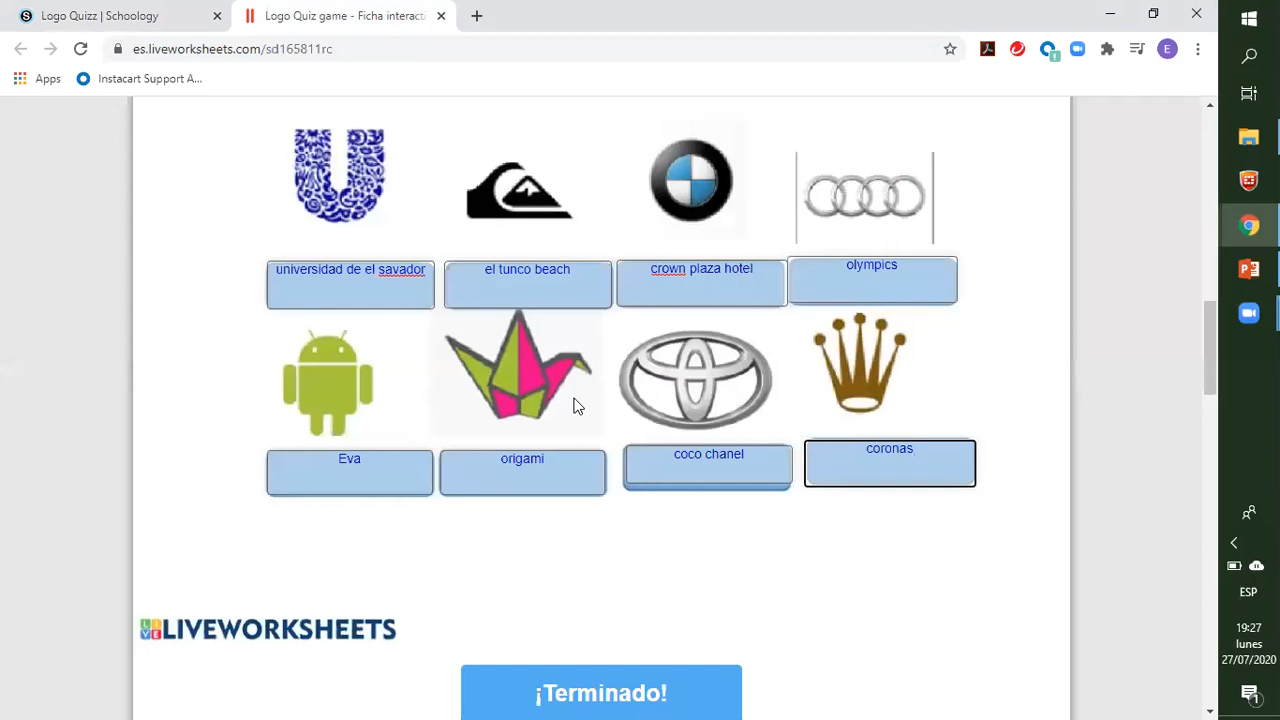 Logo Quizz | Schoology
Logo Quiz game - Ficha interacti
es.liveworksheets.com/sd165811rc
E
Apps
Instacart Support A...
universidad de el savador
el tunco beach
crown plaza hotel
olympics
Eva
origami
coco chanel
coronas
LIVEWORKSHEETS
¡Terminado!
ESP
19:27
lunes
27/07/2020
1